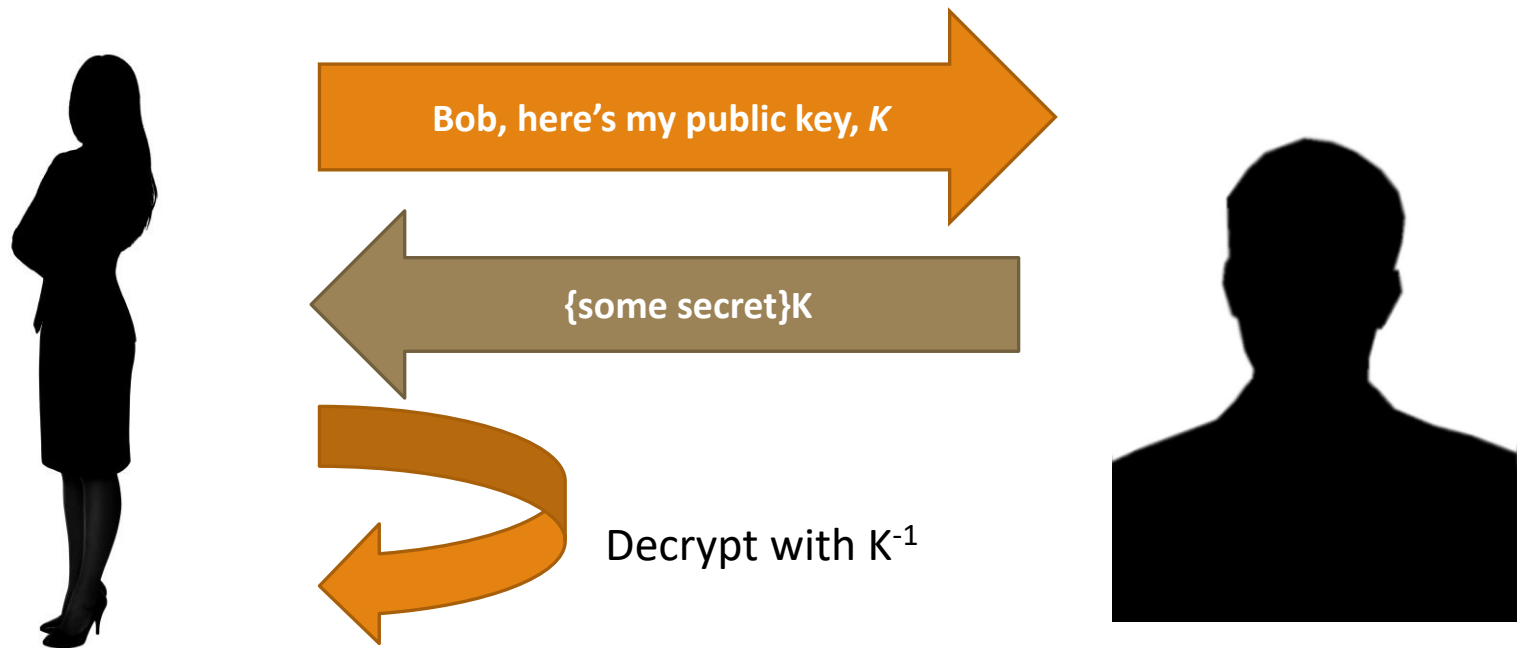 Bob, here’s my public key, K
{some secret}K
Decrypt with K⁻¹